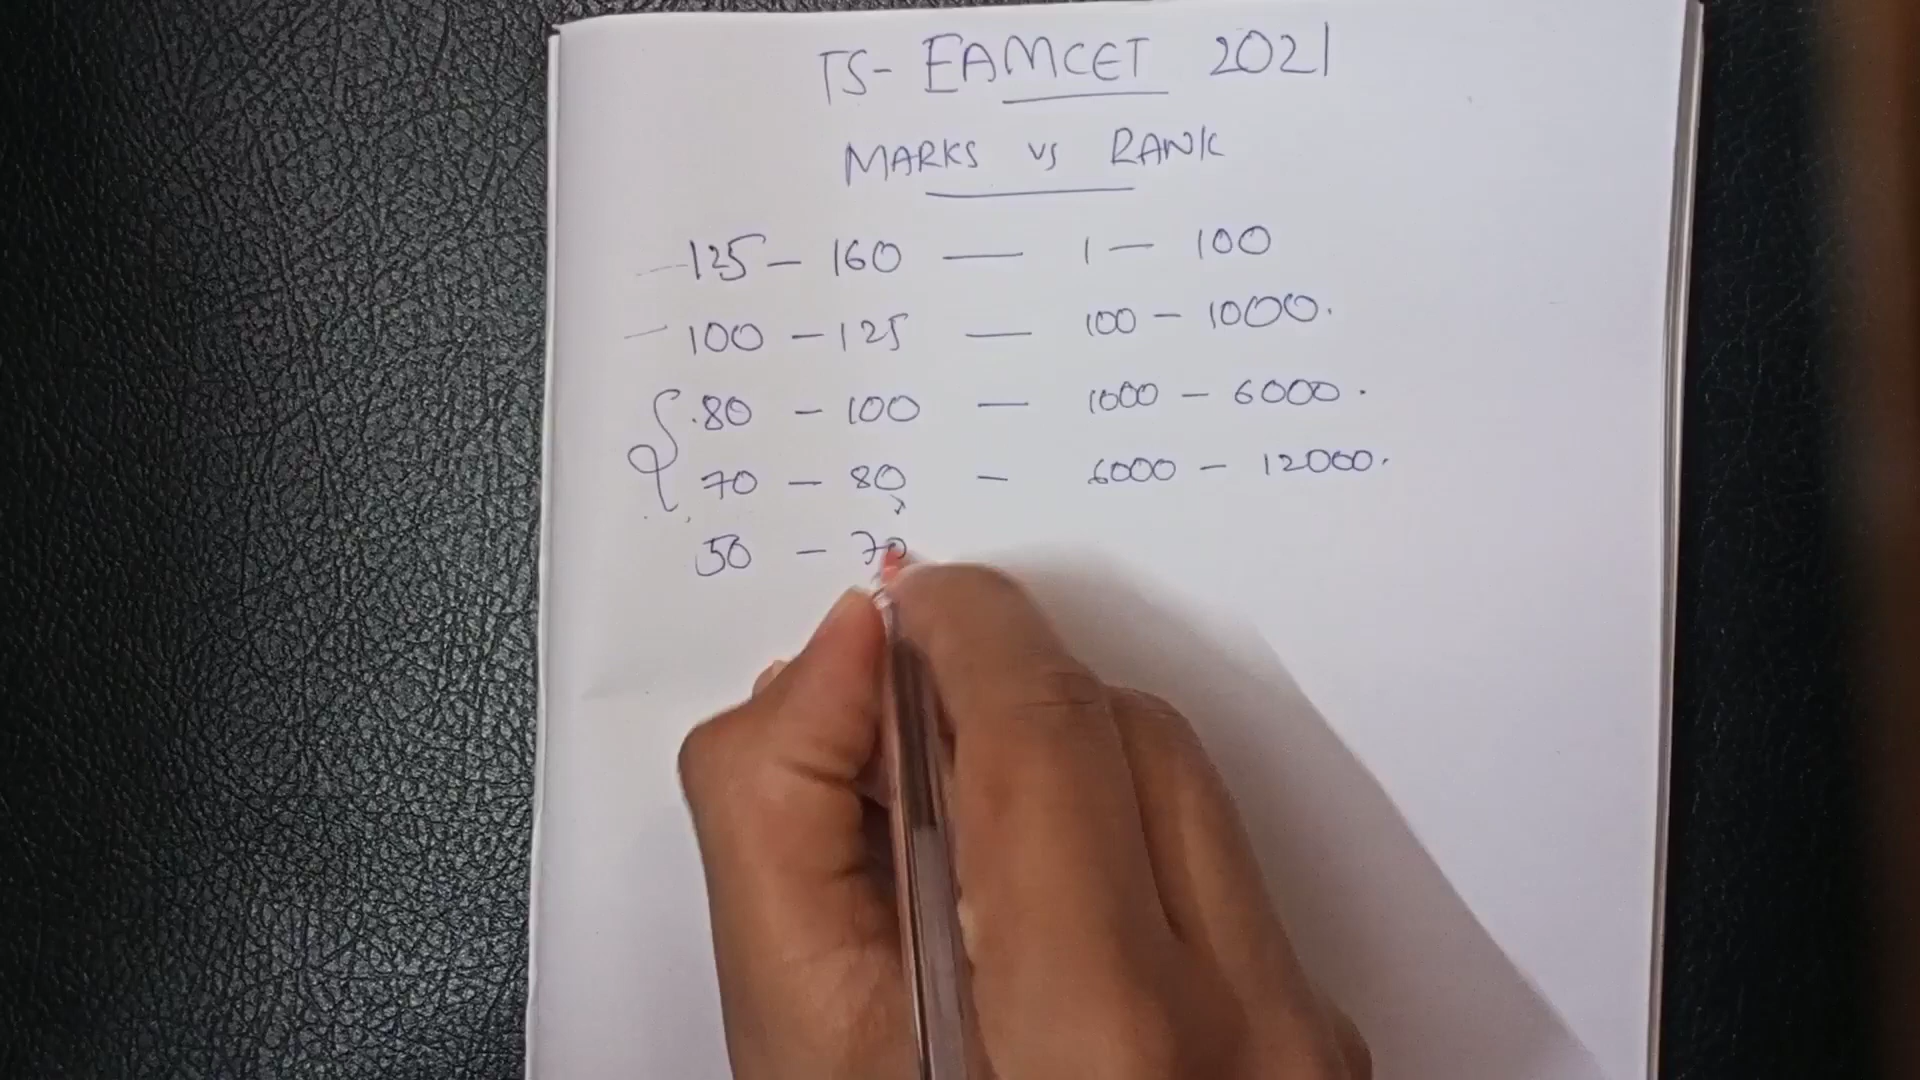 TS- EAMCET 2021
MARKS vs RANK
125 - 160 — 1 — 100
100 - 125 — 100 - 1000.
80 - 100 — 1000 - 6000.
70 - 80 - 6000 - 12000.
50 - 70